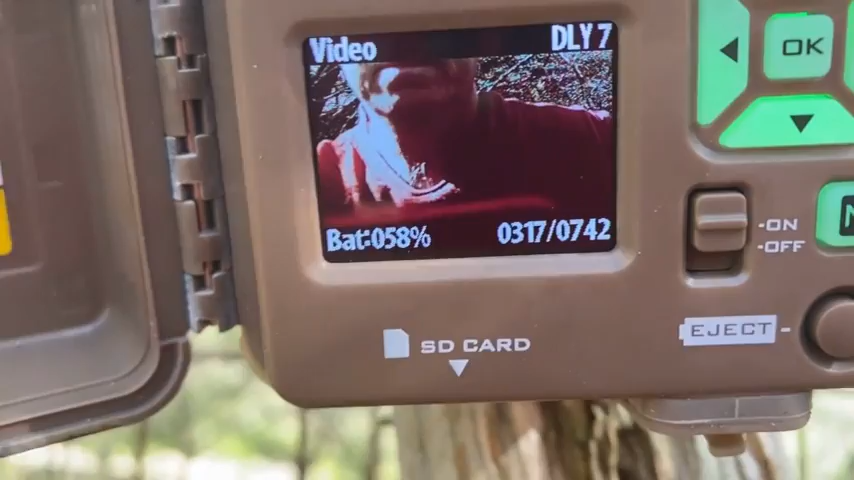 Video DLY 7
OK
Bat:058% 0317/0742
-ON
-OFF
EJECT
SD CARD